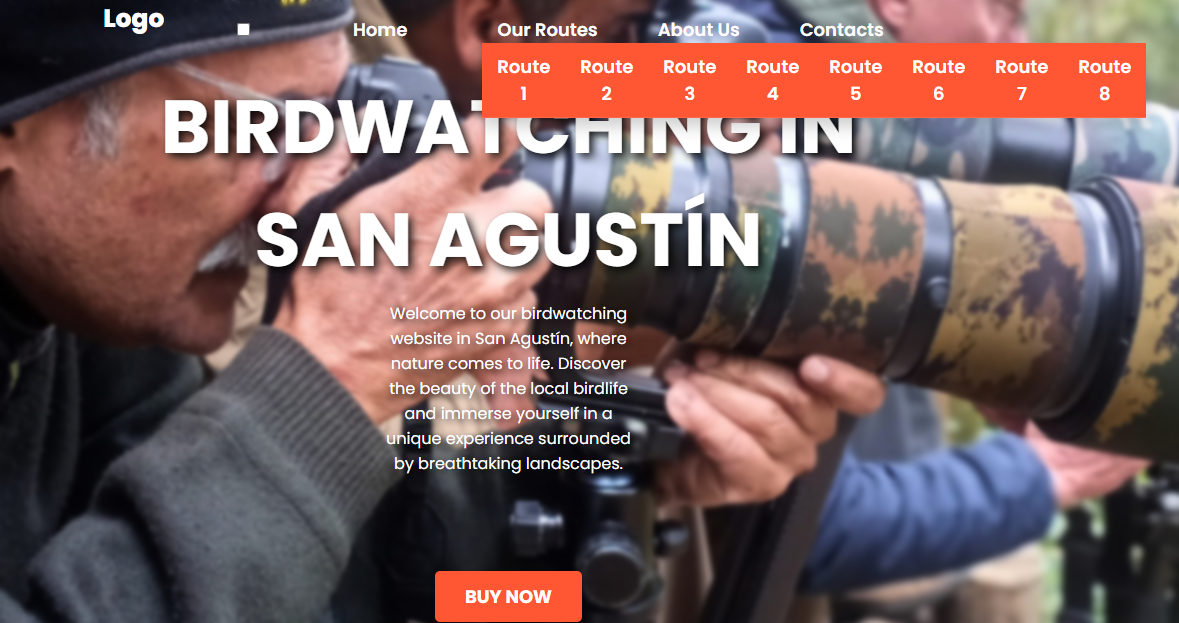 Logo
Home Our Routes About Us Contacts
Route Route Route Route Route Route Route Route
1 2 3 4 5 6 7 8
BIRDWATCHING IN
SAN AGUSTÍN
Welcome to our birdwatching
website in San Agustín, where
nature comes to life. Discover
the beauty of the local birdlife
and immerse yourself in a
unique experience surrounded
by breathtaking landscapes.
BUY NOW